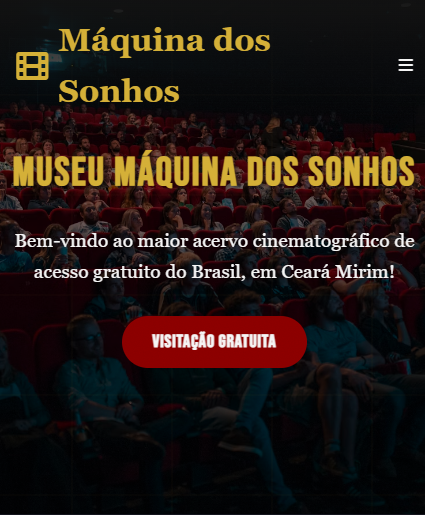 Máquina dos
Sonhos
MUSEU MÁQUINA DOS SONHOS
Bem-vindo ao maior acervo cinematográfico de
acesso gratuito do Brasil, em Ceará Mirim!
VISITAÇÃO GRATUITA